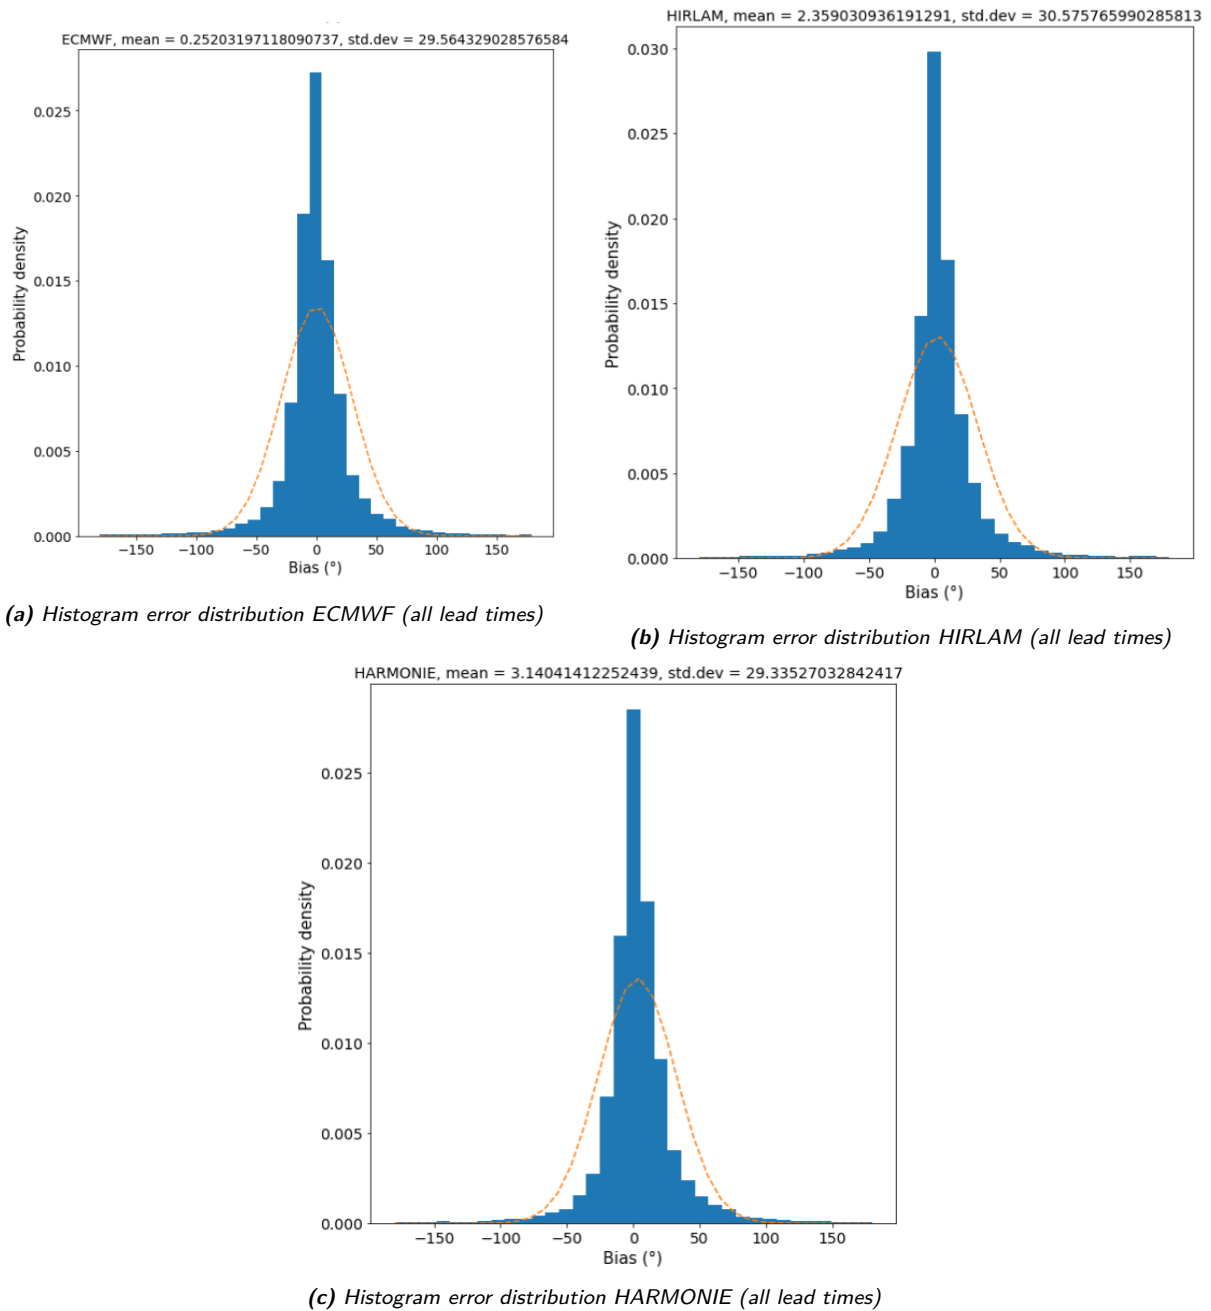 ECMWF, mean = 0.25203197118090737, std.dev = 29.564329028576584
0.025
0.020
0.015
0.010
0.005
0.000
Probability density
−150 −100 −50 0 50 100 150
Bias (°)
(a) Histogram error distribution ECMWF (all lead times)
HIRLAM, mean = 2.359030936191291, std.dev = 30.575765990285813
0.030
0.025
0.020
0.015
0.010
0.005
0.000
Probability density
−150 −100 −50 0 50 100 150
Bias (°)
(b) Histogram error distribution HIRLAM (all lead times)
HARMONIE, mean = 3.14041412252439, std.dev = 29.33527032842417
0.025
0.020
0.015
0.010
0.005
0.000
Probability density
−150 −100 −50 0 50 100 150
Bias (°)
(c) Histogram error distribution HARMONIE (all lead times)